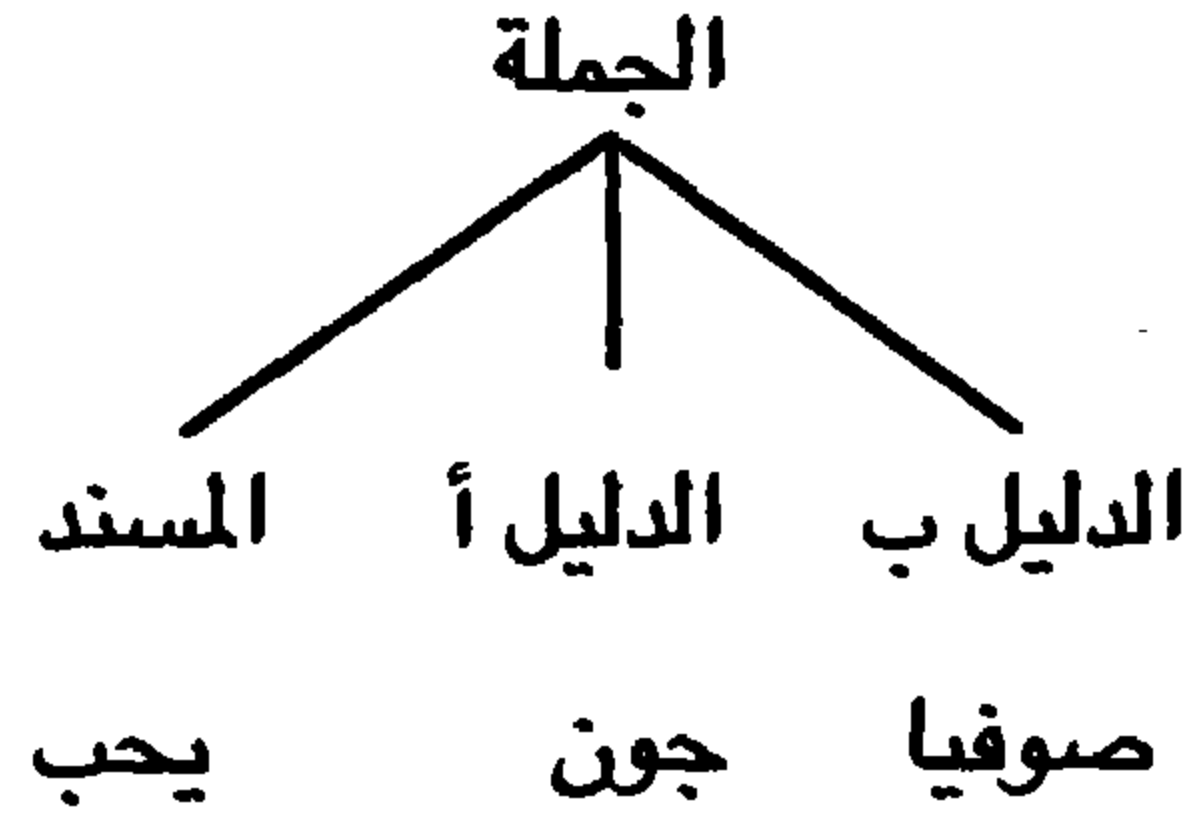 الجملة
الدليل ب الدليل أ المسند
صوفيا جون يحب